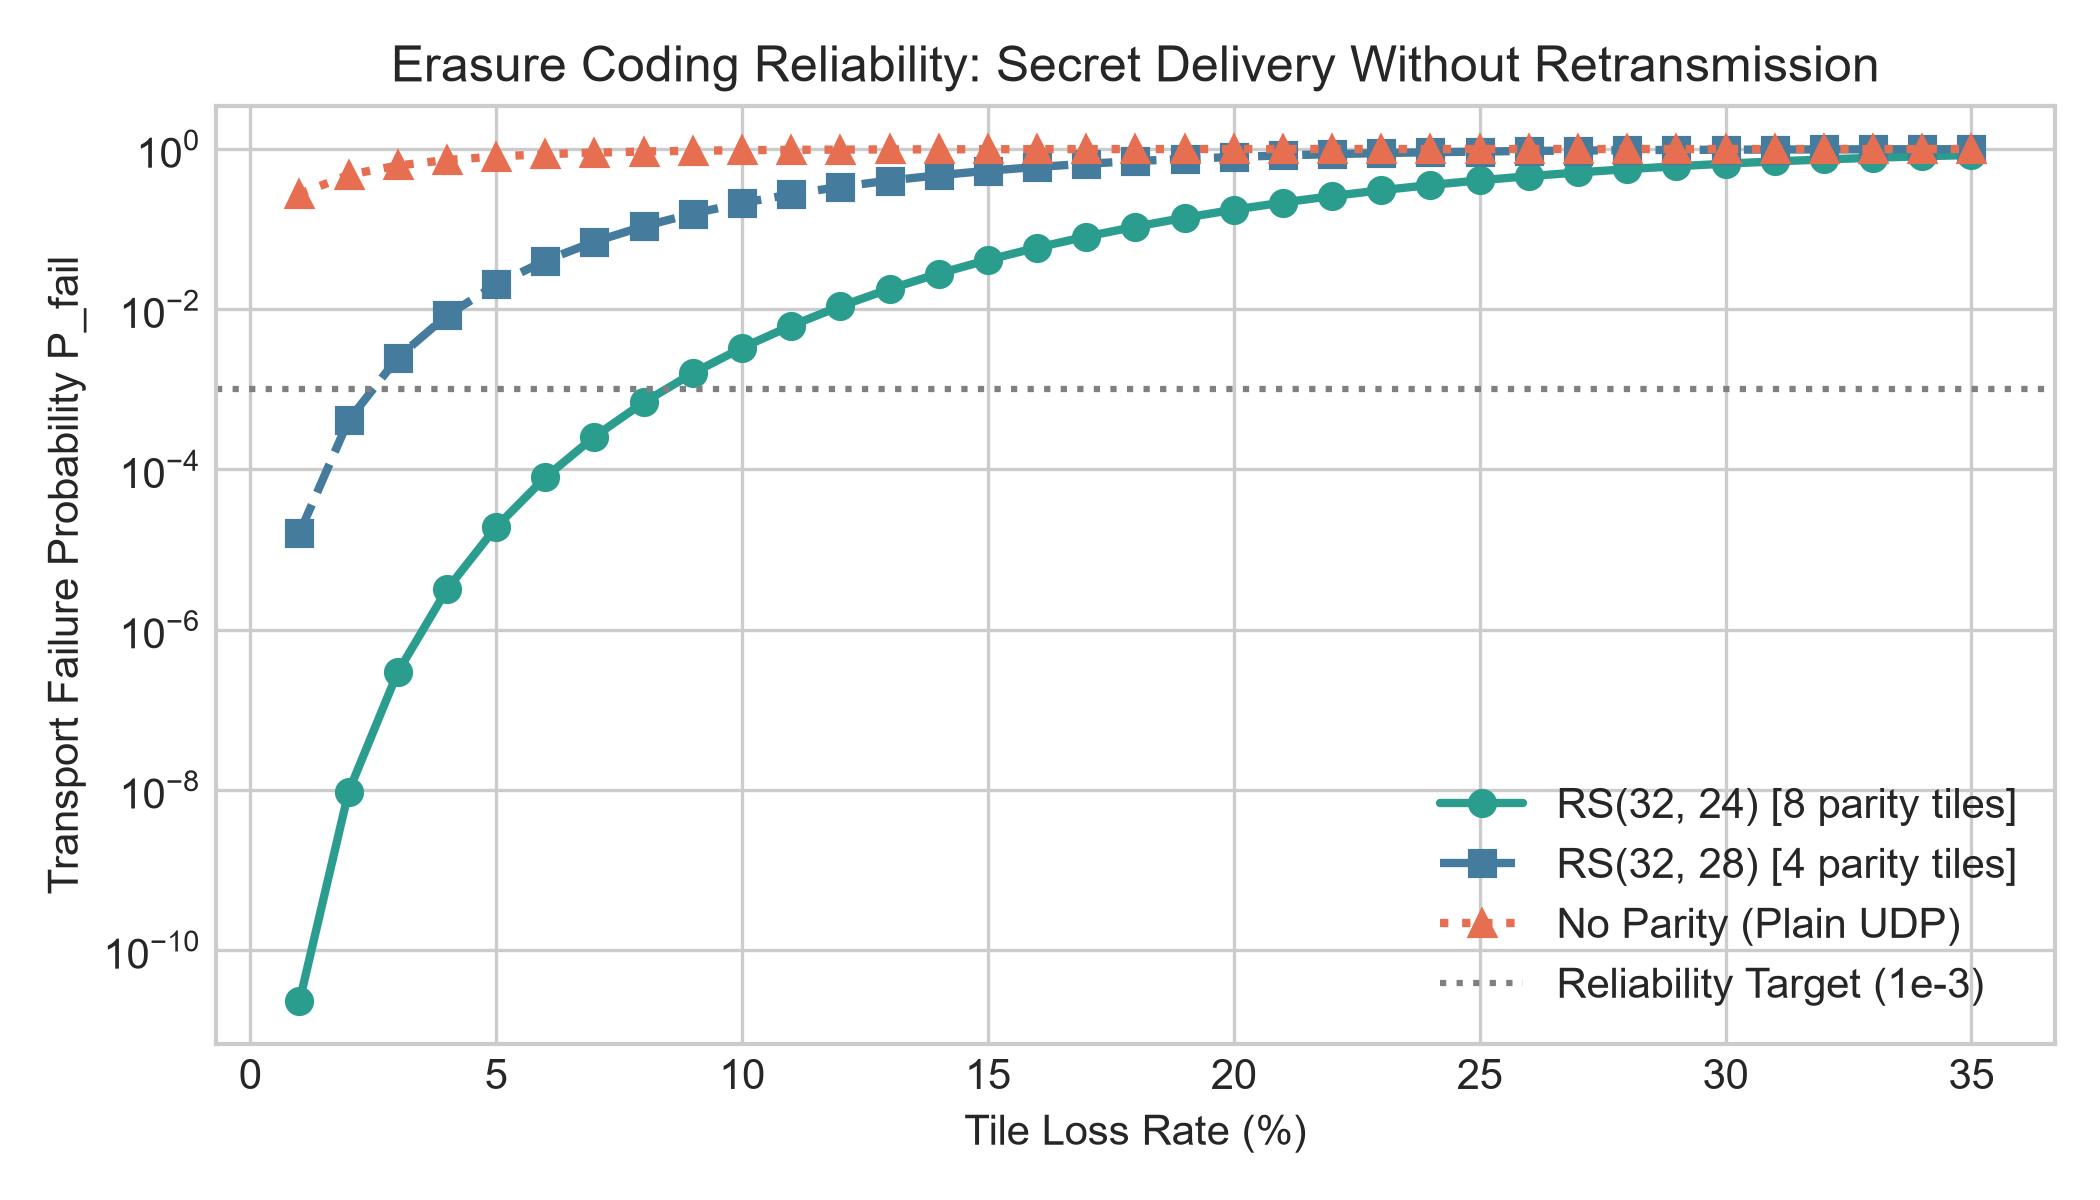 Erasure Coding Reliability: Secret Delivery Without Retransmission
Transport Failure Probability P_fail
10⁰
10⁻²
10⁻⁴
10⁻⁶
10⁻⁸
10⁻¹⁰
RS(32, 24) [8 parity tiles]
RS(32, 28) [4 parity tiles]
No Parity (Plain UDP)
Reliability Target (1e-3)
0 5 10 15 20 25 30 35
Tile Loss Rate (%)